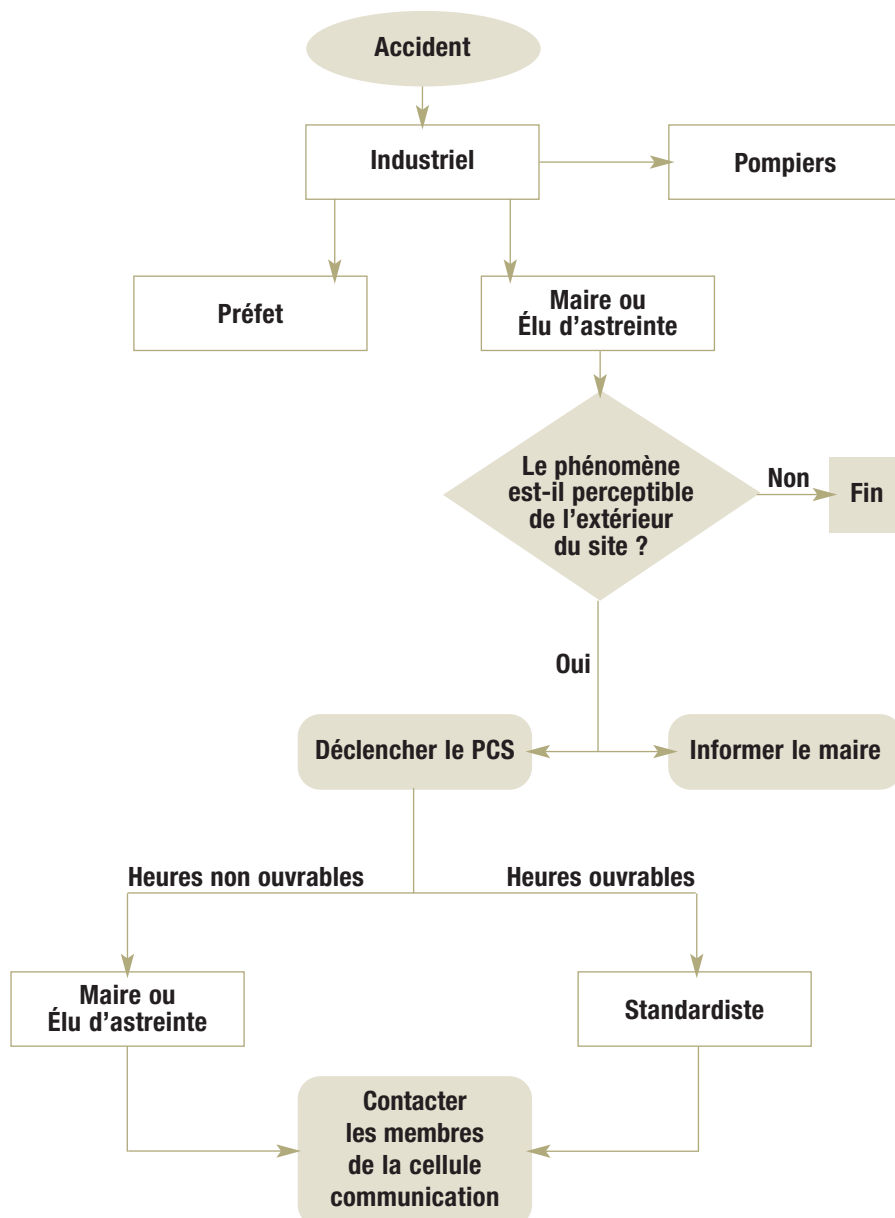 Accident
Industriel
Pompiers
Préfet
Maire ou
Élu d'astreinte
Le phénomène
est-il perceptible
de l'extérieur
du site ?
Non
Fin
Oui
Déclencher le PCS
Informer le maire
Heures non ouvrables
Heures ouvrables
Maire ou
Élu d'astreinte
Standardiste
Contacter
les membres
de la cellule
communication